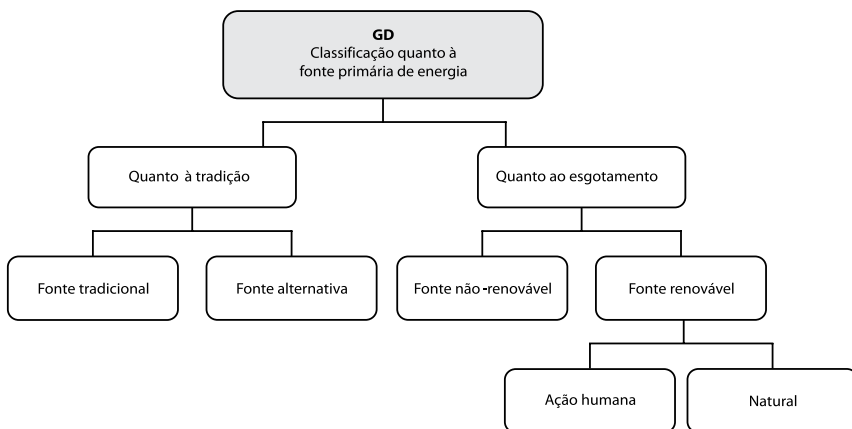 GD
Classificação quanto à
fonte primária de energia
Quanto à tradição
Quanto ao esgotamento
Fonte tradicional
Fonte alternativa
Fonte não-renovável
Fonte renovável
Ação humana
Natural